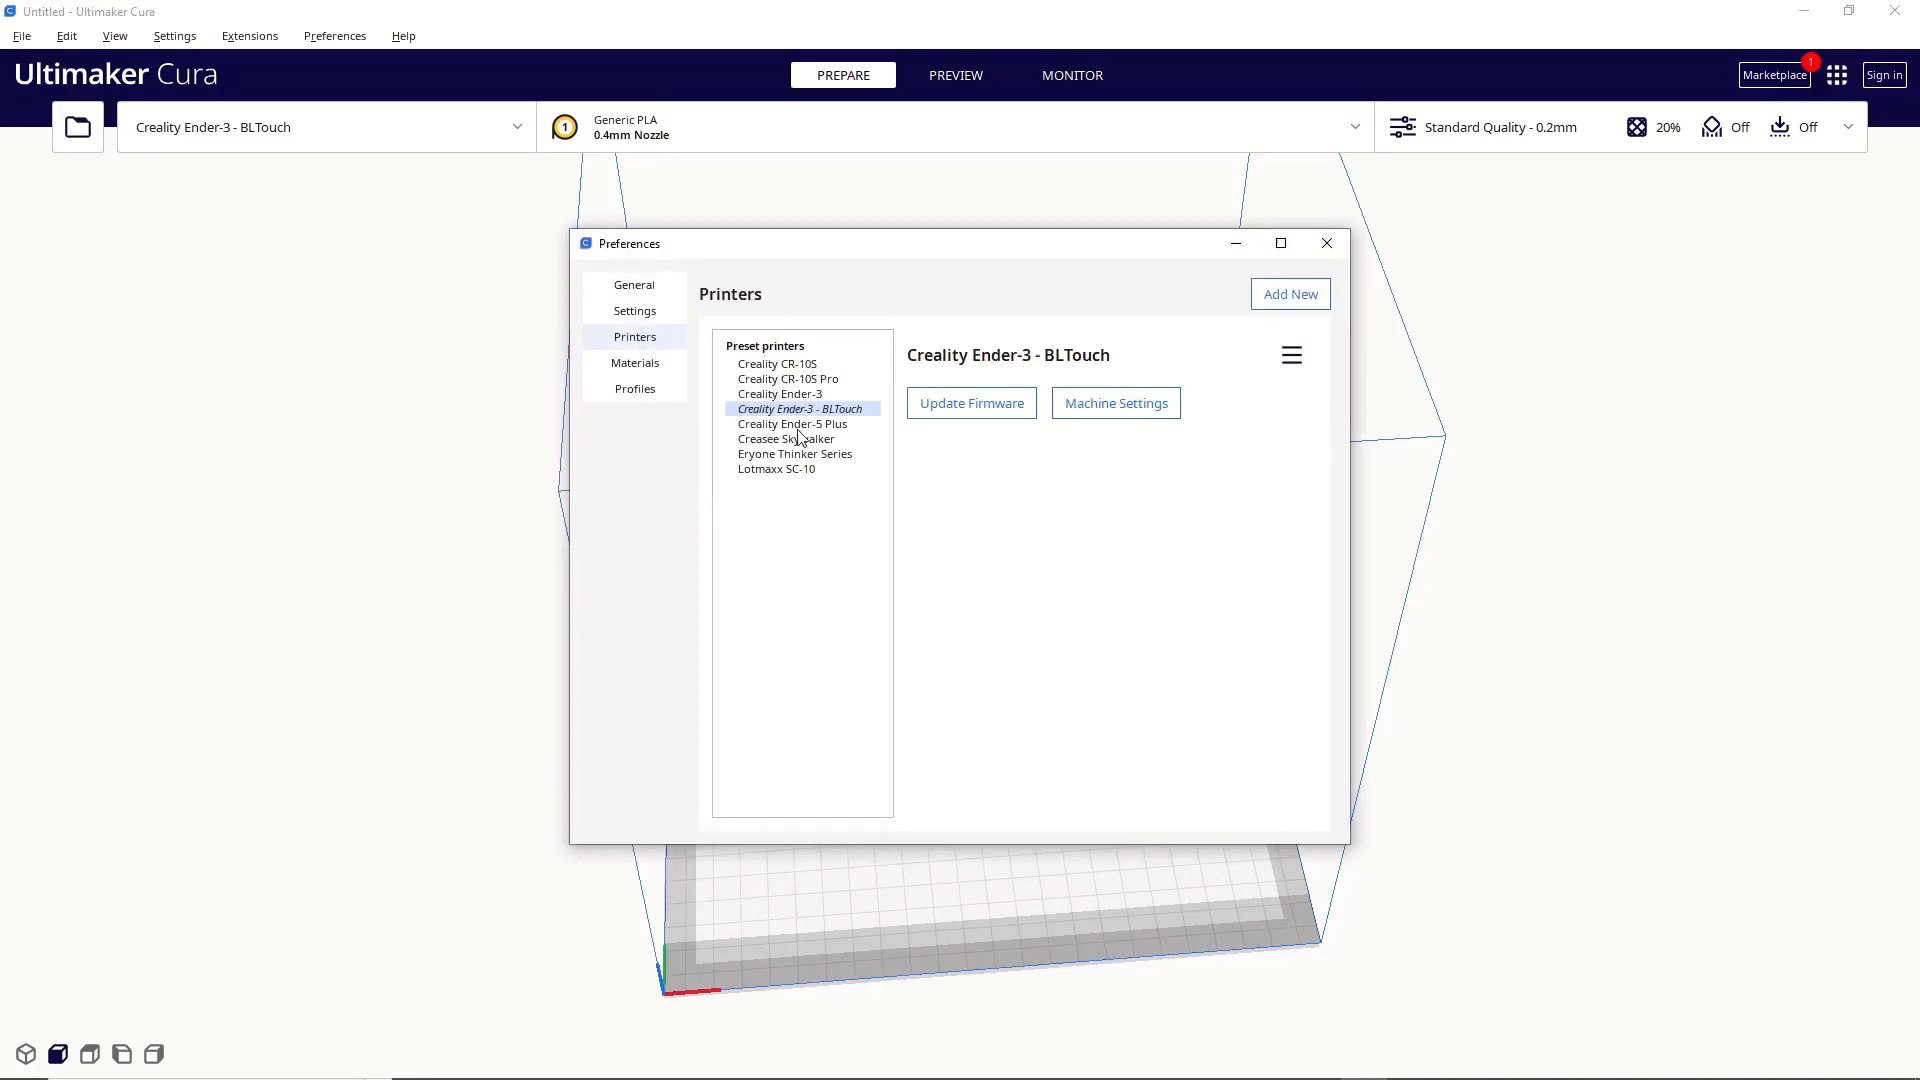 Untitled - Ultimaker Cura
File Edit View Settings Extensions Preferences Help
Ultimaker Cura
PREPARE PREVIEW MONITOR
Marketplace 1 Sign in
Creality Ender-3 - BLTouch
1 Generic PLA
0.4mm Nozzle
Standard Quality - 0.2mm 20% Off Off
Preferences
General
Settings
Printers
Materials
Profiles
Printers
Add New
Preset printers
Creality CR-10S
Creality CR-10S Pro
Creality Ender-3
Creality Ender-3 - BLTouch
Creality Ender-5 Plus
Creasee Skywalker
Eryone Thinker Series
Lotmaxx SC-10
Creality Ender-3 - BLTouch
Update Firmware Machine Settings